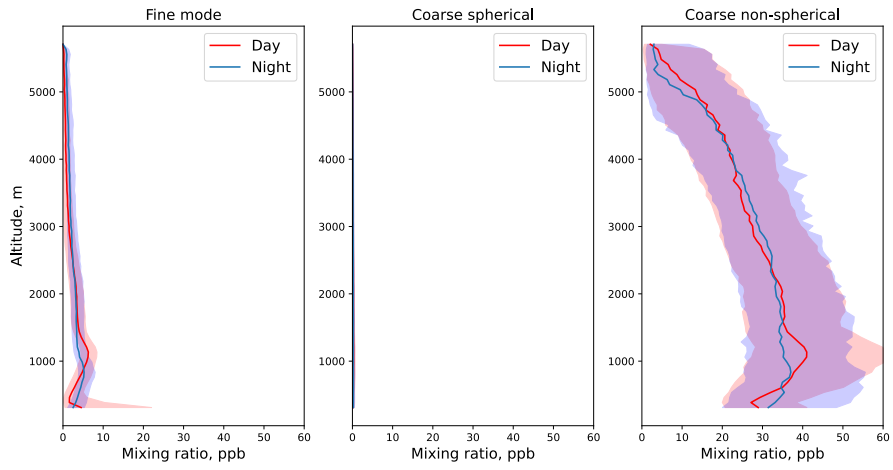 Fine mode
Coarse spherical
Coarse non-spherical
Day
Night
Day
Night
Day
Night
Altitude, m
5000
4000
3000
2000
1000
5000
4000
3000
2000
1000
5000
4000
3000
2000
1000
0 10 20 30 40 50 60
0 10 20 30 40 50 60
0 10 20 30 40 50 60
Mixing ratio, ppb
Mixing ratio, ppb
Mixing ratio, ppb